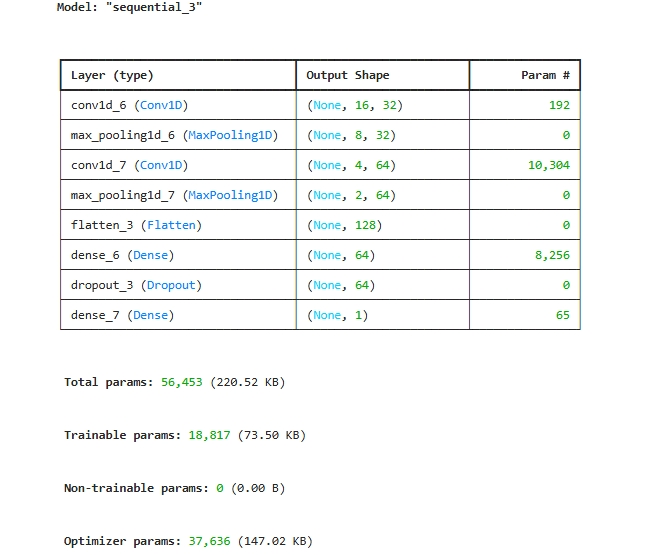 Model: "sequential_3"
Layer (type) Output Shape Param #
conv1d_6 (Conv1D) (None, 16, 32) 192
max_pooling1d_6 (MaxPooling1D) (None, 8, 32) 0
conv1d_7 (Conv1D) (None, 4, 64) 10,304
max_pooling1d_7 (MaxPooling1D) (None, 2, 64) 0
flatten_3 (Flatten) (None, 128) 0
dense_6 (Dense) (None, 64) 8,256
dropout_3 (Dropout) (None, 64) 0
dense_7 (Dense) (None, 1) 65
Total params: 56,453 (220.52 KB)
Trainable params: 18,817 (73.50 KB)
Non-trainable params: 0 (0.00 B)
Optimizer params: 37,636 (147.02 KB)